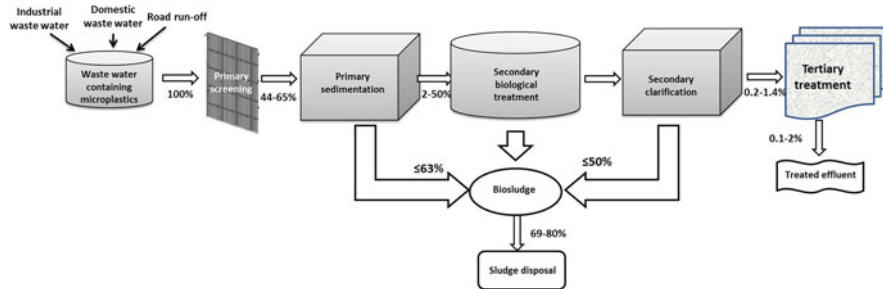 Industrial
waste water
Domestic
waste water
Road run-off
Waste water
containing
microplastics
100%
Primary
screening
44-65%
Primary
sedimentation
2-50%
Secondary
biological
treatment
Secondary
clarification
0.2-1.4%
Tertiary
treatment
0.1-2%
Treated effluent
≤63%
≤50%
Biosludge
69-80%
Sludge disposal